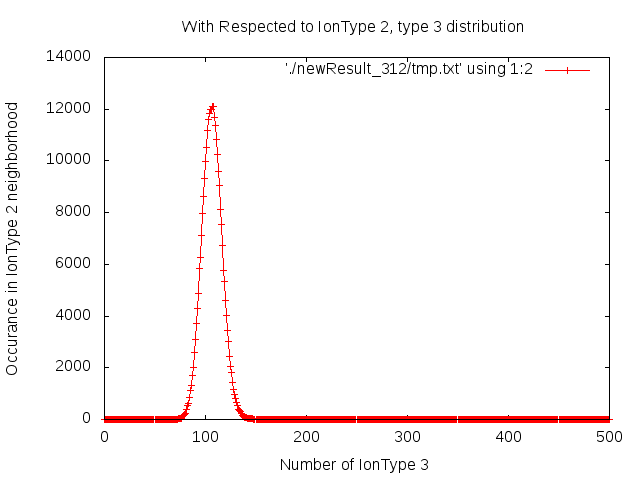 With Respected to IonType 2, type 3 distribution
'./newResult_312/tmp.txt' using 1:2
14000
12000
10000
8000
6000
4000
2000
0
Occurance in IonType 2 neighborhood
0 100 200 300 400 500
Number of IonType 3